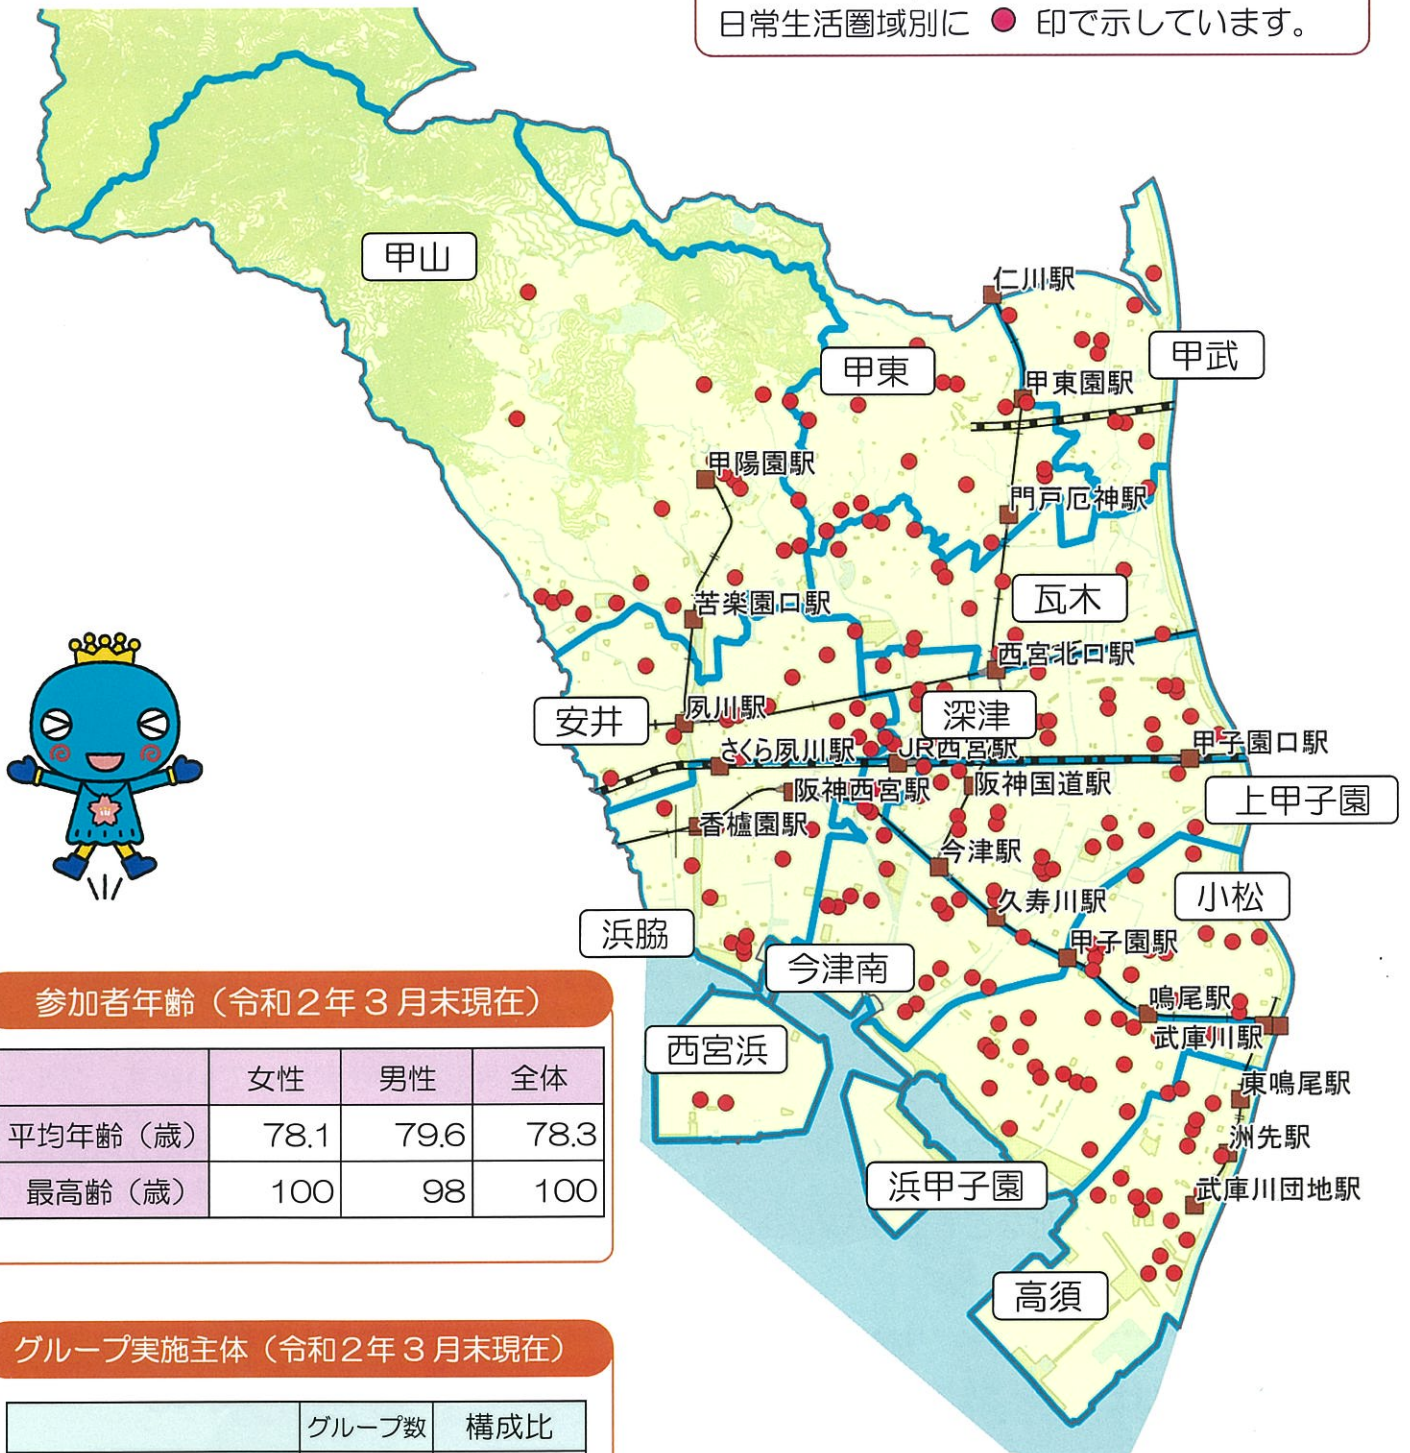 日常生活圏域別に ● 印で示しています。
甲山
仁川駅
甲武
甲東
甲東園駅
甲陽園駅
門戸厄神駅
瓦木
苦楽園口駅
西宮北口駅
安井
夙川駅
深津
さくら夙川駅
JR西宮駅
甲子園口駅
阪神西宮駅
阪神国道駅
上甲子園
香櫨園駅
今津駅
小松
久寿川駅
浜脇
甲子園駅
今津南
鳴尾駅
西宮浜
武庫川駅
東鳴尾駅
洲先駅
浜甲子園
武庫川団地駅
高須
参加者年齢（令和２年３月末現在）
女性 男性 全体
平均年齢（歳） 78.1 79.6 78.3
最高齢（歳） 100 98 100
グループ実施主体（令和２年３月末現在）
グループ数 構成比